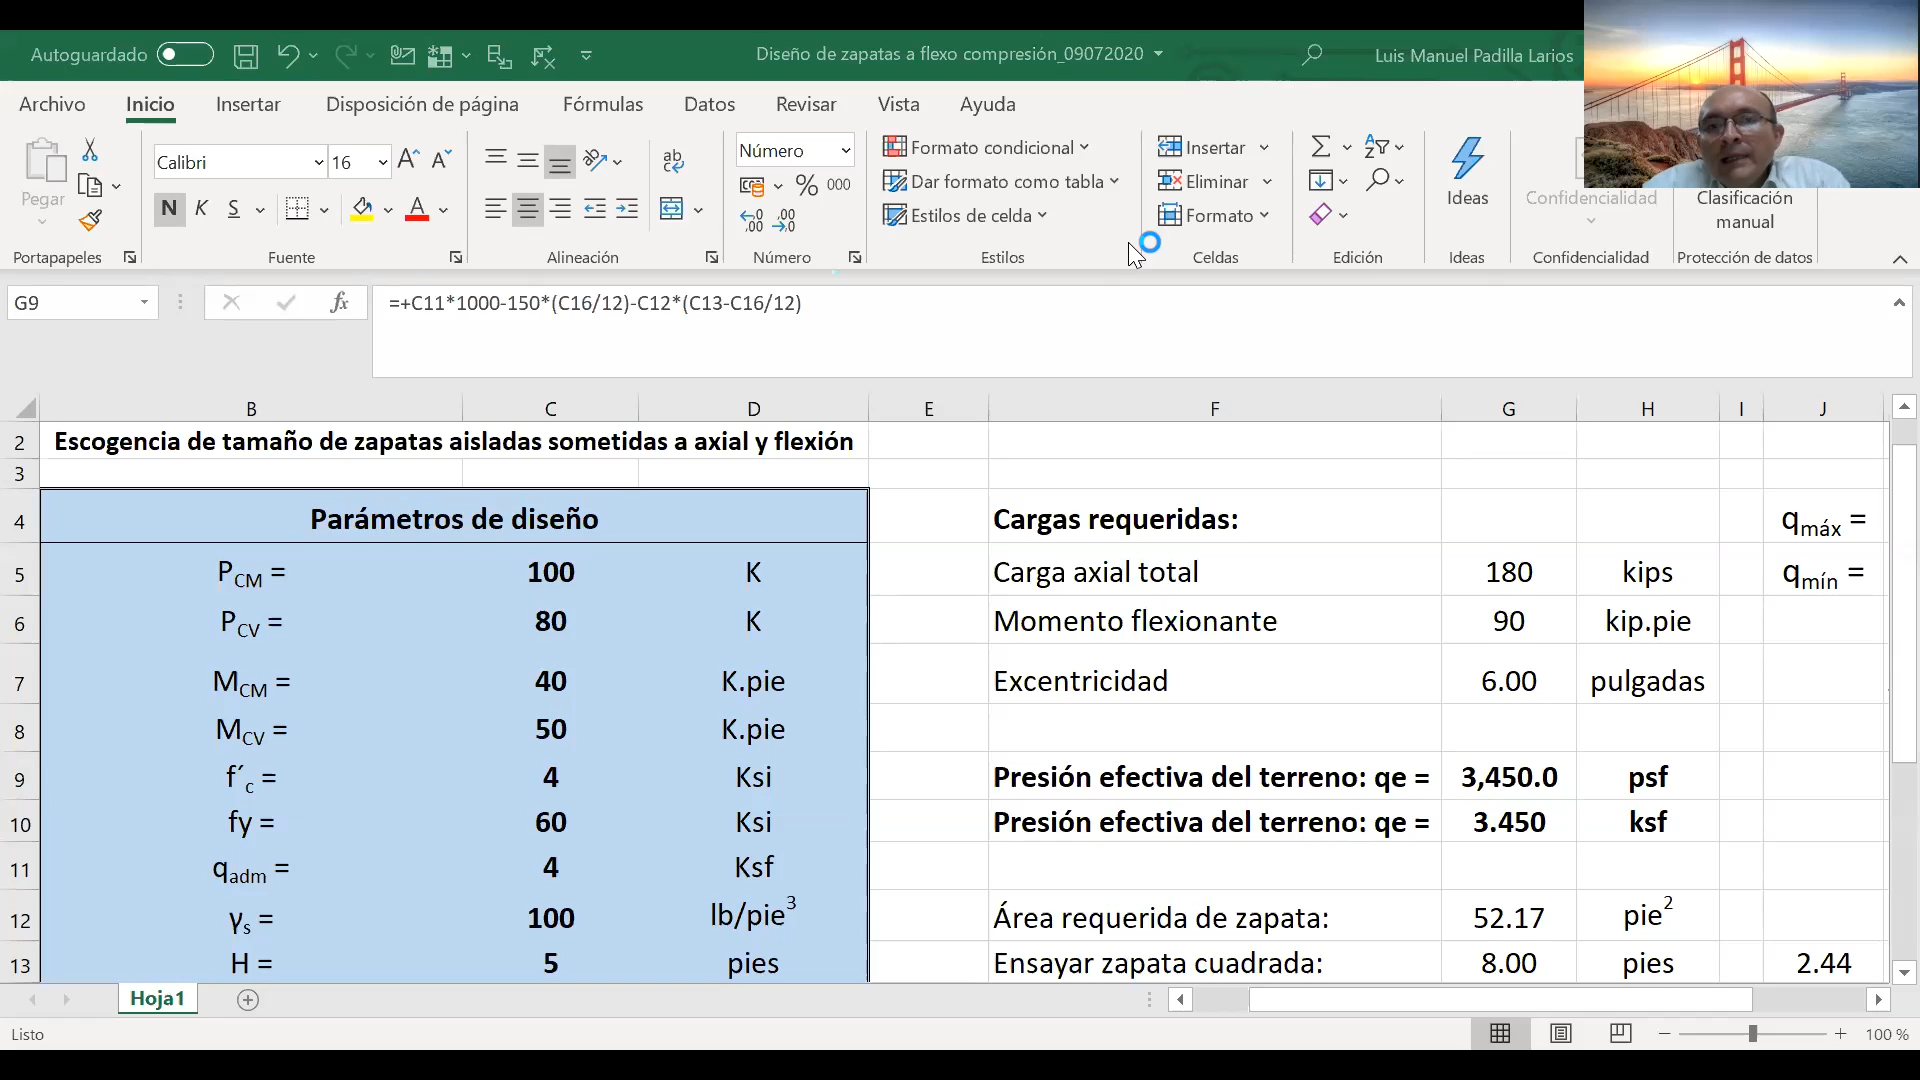 Autoguardado
Diseño de zapatas a flexo compresión_09072020
Luis Manuel Padilla Larios
Archivo Inicio Insertar Disposición de página Fórmulas Datos Revisar Vista Ayuda
Pegar
Calibri 16
N K S
ab
Número
% 000
Formato condicional
Dar formato como tabla
Estilos de celda
Insertar
Eliminar
Formato
Ideas
Confidencialidad
Clasificación manual
Portapapeles Fuente Alineación Número Estilos Celdas Edición Ideas Confidencialidad Protección de datos
G9 fx =+C11*1000-150*(C16/12)-C12*(C13-C16/12)
B C D E F G H I J
2 Escogencia de tamaño de zapatas aisladas sometidas a axial y flexión
3
4 Parámetros de diseño Cargas requeridas: qmáx =
5 PCM = 100 K Carga axial total 180 kips qmín =
6 PCV = 80 K Momento flexionante 90 kip.pie
7 MCM = 40 K.pie Excentricidad 6.00 pulgadas
8 MCV = 50 K.pie
9 f´c = 4 Ksi Presión efectiva del terreno: qe = 3,450.0 psf
10 fy = 60 Ksi Presión efectiva del terreno: qe = 3.450 ksf
11 qadm = 4 Ksf
12 γs = 100 lb/pie³ Área requerida de zapata: 52.17 pie²
13 H = 5 pies Ensayar zapata cuadrada: 8.00 pies 2.44
Hoja1
Listo
100 %